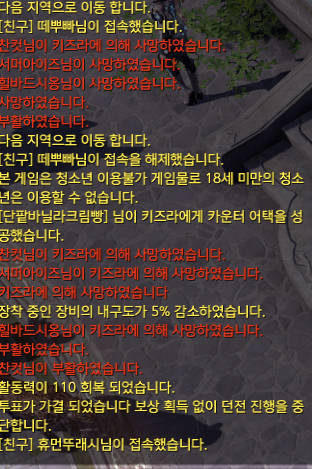 다음 지역으로 이동 합니다.
[친구] 떼뿌빠님이 접속했습니다.
찬컷님이 키즈라에 의해 사망하였습니다.
셔머아이즈님이 사망하였습니다.
힐바드시옹님이 사망하였습니다.
사망하였습니다.
부활하였습니다.
다음 지역으로 이동 합니다.
[친구] 떼뿌빠님이 접속을 해제했습니다.
본 게임은 청소년 이용불가 게임물로 18세 미만의 청소
년은 이용할 수 없습니다.
[단팥바닐라크림빵] 님이 키즈라에게 카운터 어택을 성
공했습니다.
찬컷님이 키즈라에 의해 사망하였습니다.
셔머아이즈님이 키즈라에 의해 사망하였습니다.
키즈라에 의해 사망하였습니다
장착 중인 장비의 내구도가 5% 감소하였습니다.
힐바드시옹님이 키즈라에 의해 사망하였습니다.
부활하였습니다.
찬컷님이 부활하였습니다.
활동력이 110 회복 되었습니다.
투표가 가결 되었습니다 보상 획득 없이 던전 진행을 중
단합니다.
[친구] 휴먼뚜래시님이 접속했습니다.